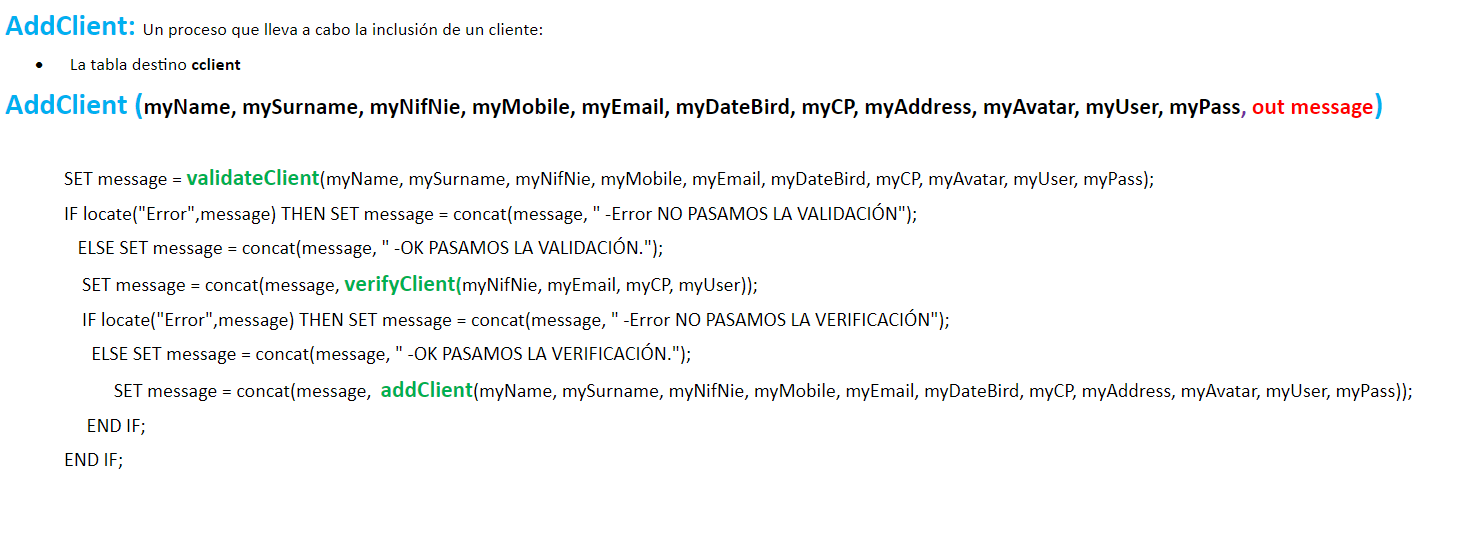 AddClient: Un proceso que lleva a cabo la inclusión de un cliente:
• La tabla destino cclient
AddClient (myName, mySurname, myNifNie, myMobile, myEmail, myDateBird, myCP, myAddress, myAvatar, myUser, myPass, out message)
SET message = validateClient(myName, mySurname, myNifNie, myMobile, myEmail, myDateBird, myCP, myAvatar, myUser, myPass);
IF locate("Error",message) THEN SET message = concat(message, " -Error NO PASAMOS LA VALIDACIÓN");
ELSE SET message = concat(message, " -OK PASAMOS LA VALIDACIÓN.");
SET message = concat(message, verifyClient(myNifNie, myEmail, myCP, myUser));
IF locate("Error",message) THEN SET message = concat(message, " -Error NO PASAMOS LA VERIFICACIÓN");
ELSE SET message = concat(message, " -OK PASAMOS LA VERIFICACIÓN.");
SET message = concat(message, addClient(myName, mySurname, myNifNie, myMobile, myEmail, myDateBird, myCP, myAddress, myAvatar, myUser, myPass));
END IF;
END IF;